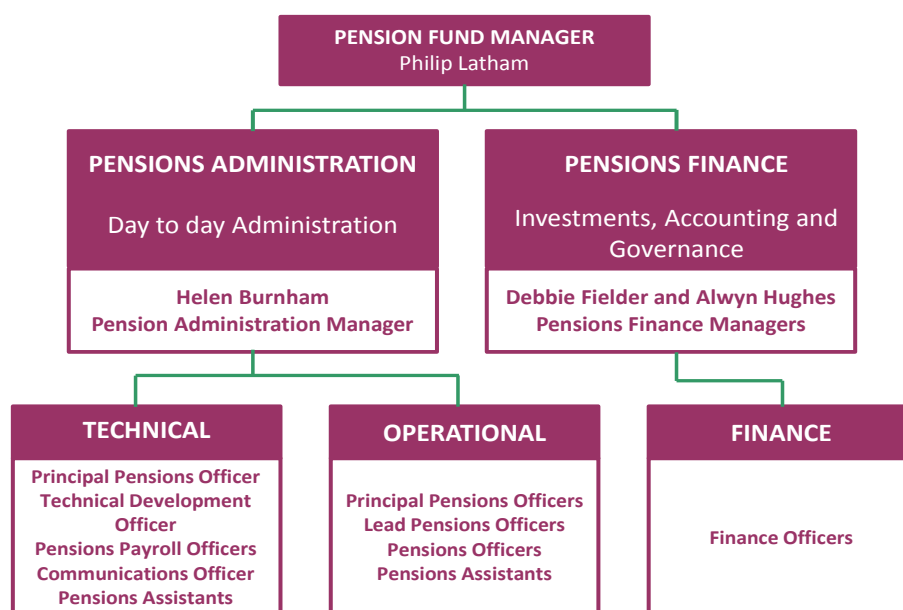 PENSION FUND MANAGER
Philip Latham
PENSIONS ADMINISTRATION
Day to day Administration
Helen Burnham
Pension Administration Manager
PENSIONS FINANCE
Investments, Accounting and
Governance
Debbie Fielder and Alwyn Hughes
Pensions Finance Managers
TECHNICAL
Principal Pensions Officer
Technical Development
Officer
Pensions Payroll Officers
Communications Officer
Pensions Assistants
OPERATIONAL
Principal Pensions Officers
Lead Pensions Officers
Pensions Officers
Pensions Assistants
FINANCE
Finance Officers